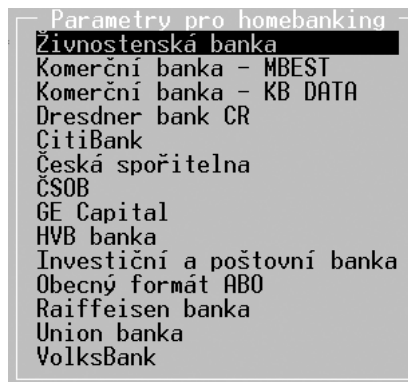 Parametry pro homebanking
Živnostenská banka
Komerční banka - MBEST
Komerční banka - KB DATA
Dresdner bank CR
CitiBank
Česká spořitelna
ČSOB
GE Capital
HVB banka
Investiční a poštovní banka
Obecný formát ABO
Raiffeisen banka
Union banka
VolksBank